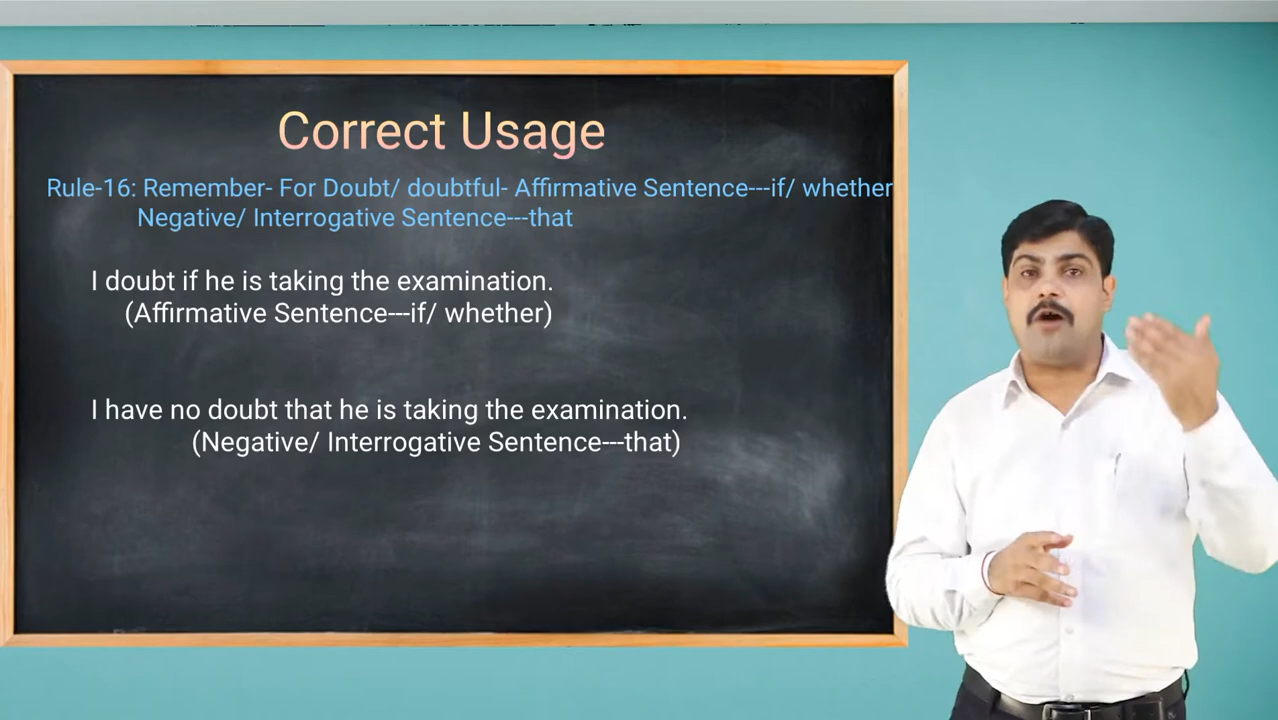 Correct Usage
Rule-16: Remember- For Doubt/ doubtful- Affirmative Sentence---if/ whether
Negative/ Interrogative Sentence---that
I doubt if he is taking the examination.
(Affirmative Sentence---if/ whether)
I have no doubt that he is taking the examination.
(Negative/ Interrogative Sentence---that)